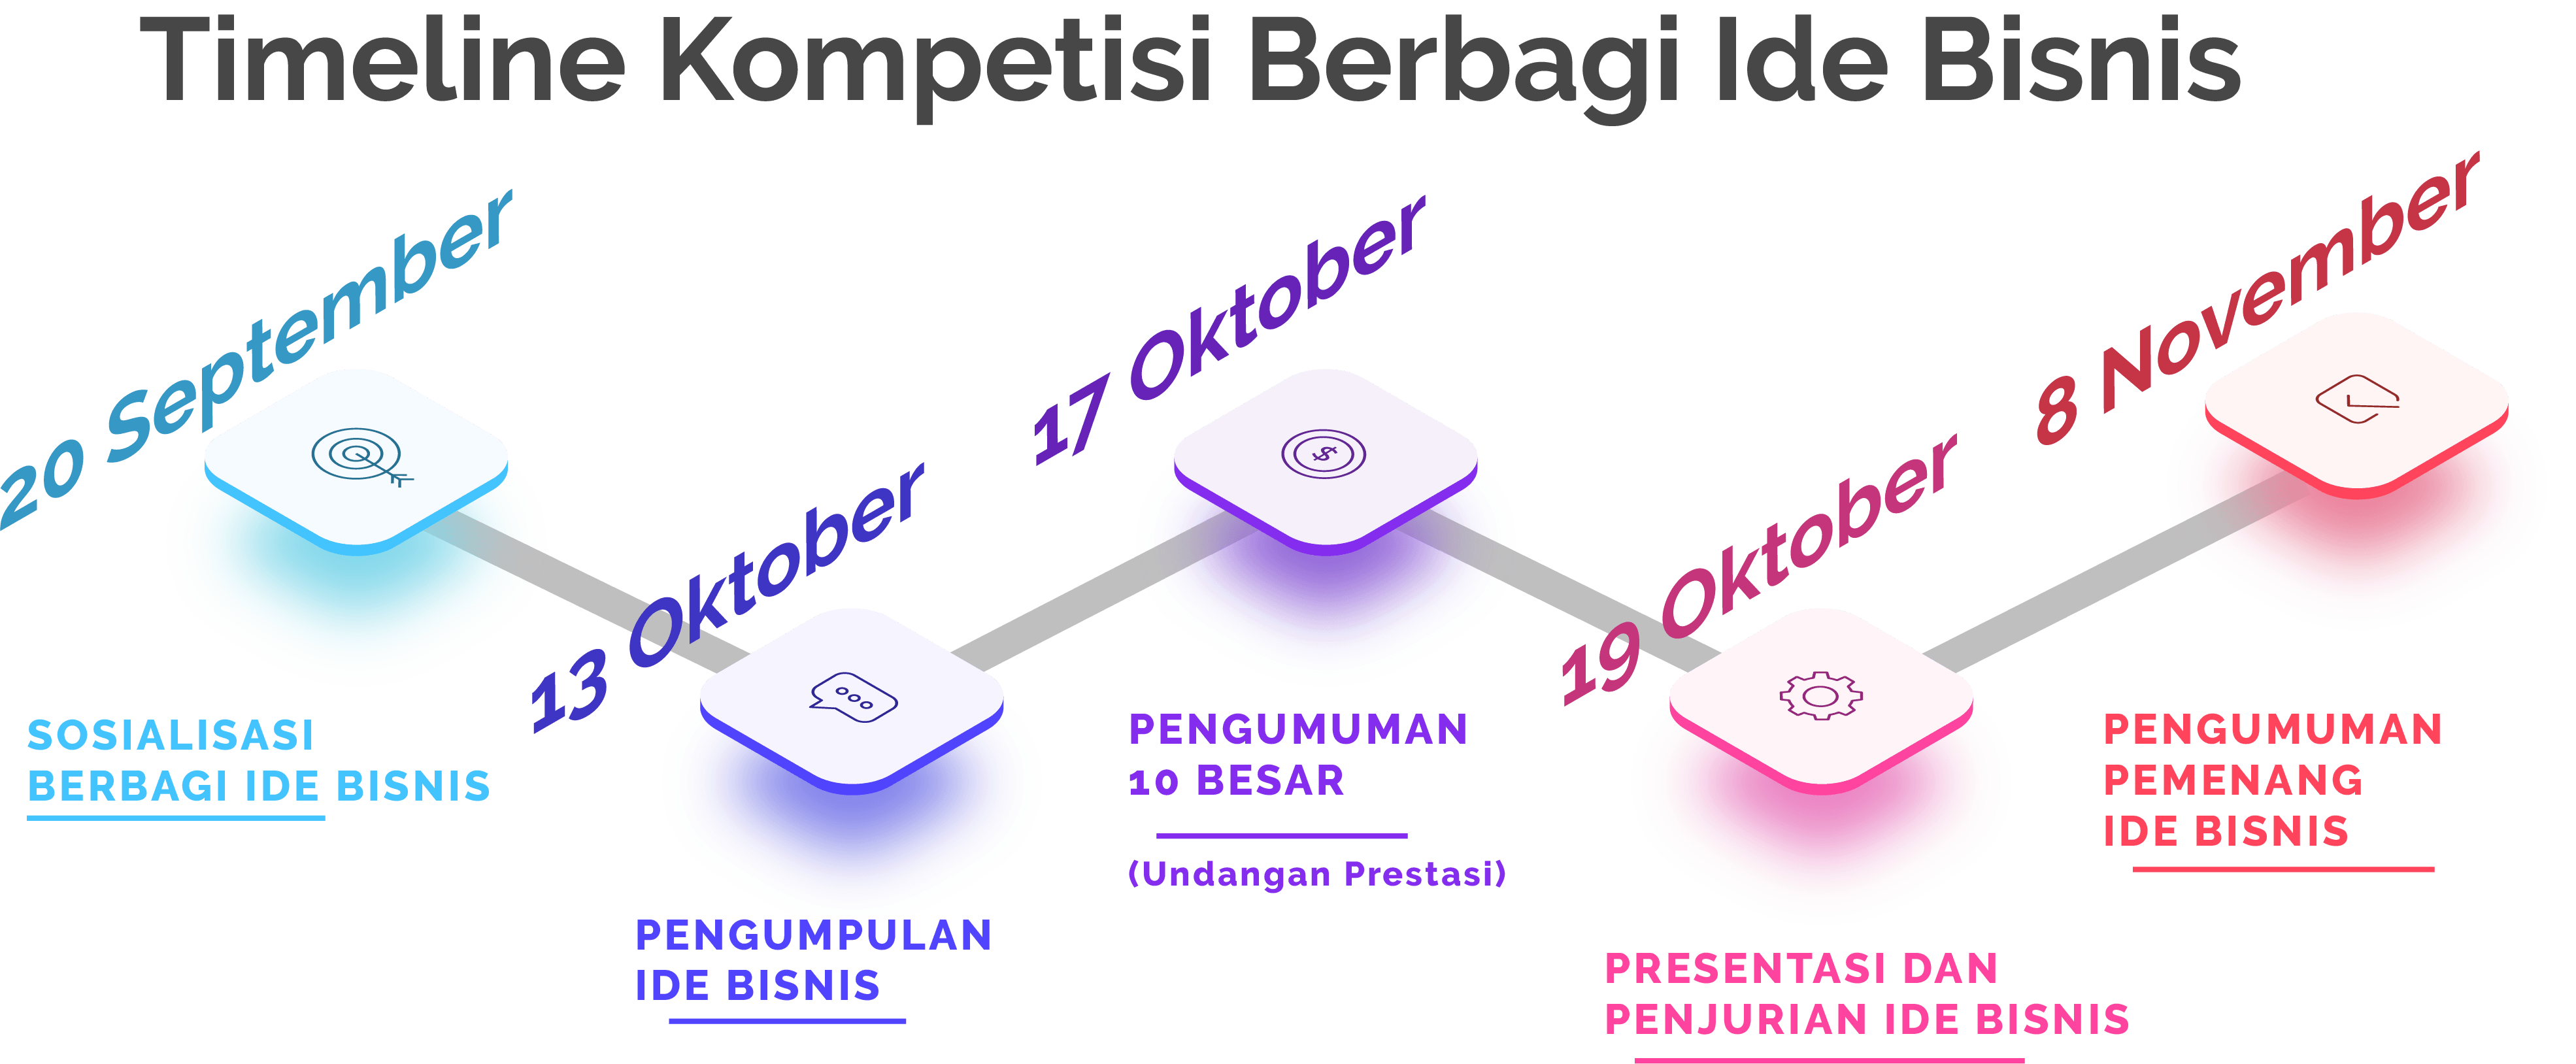 Timeline Kompetisi Berbagi Ide Bisnis
20 September
SOSIALISASI
BERBAGI IDE BISNIS
13 Oktober
PENGUMPULAN
IDE BISNIS
17 Oktober
PENGUMUMAN
10 BESAR
(Undangan Prestasi)
19 Oktober
PRESENTASI DAN
PENJURIAN IDE BISNIS
8 November
PENGUMUMAN
PEMENANG
IDE BISNIS